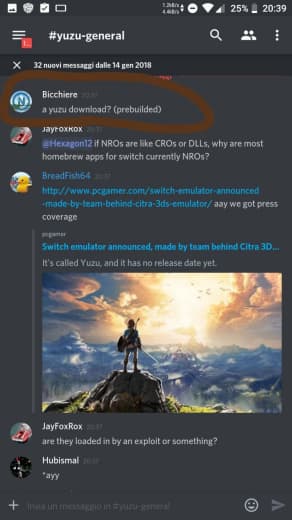 1.2kB/s
4.4kB/s
25%
20:39
#yuzu-general
32 nuovi messaggi dalle 14 gen 2018
Bicchiere 20:37
a yuzu download? (prebuilded)
JayFoxRox 20:37
@Hexagon12 if NROs are like CROs or DLLs, why are most
homebrew apps for switch currently NROs?
BreadFish64 20:37
http://www.pcgamer.com/switch-emulator-announced
-made-by-team-behind-citra-3ds-emulator/ aay we got press
coverage
pcgamer
Switch emulator announced, made by team behind Citra 3D...
It's called Yuzu, and it has no release date yet.
JayFoxRox 20:37
are they loaded in by an exploit or something?
Hubismal 20:37
*ayy
Invia un messaggio in #yuzu-general